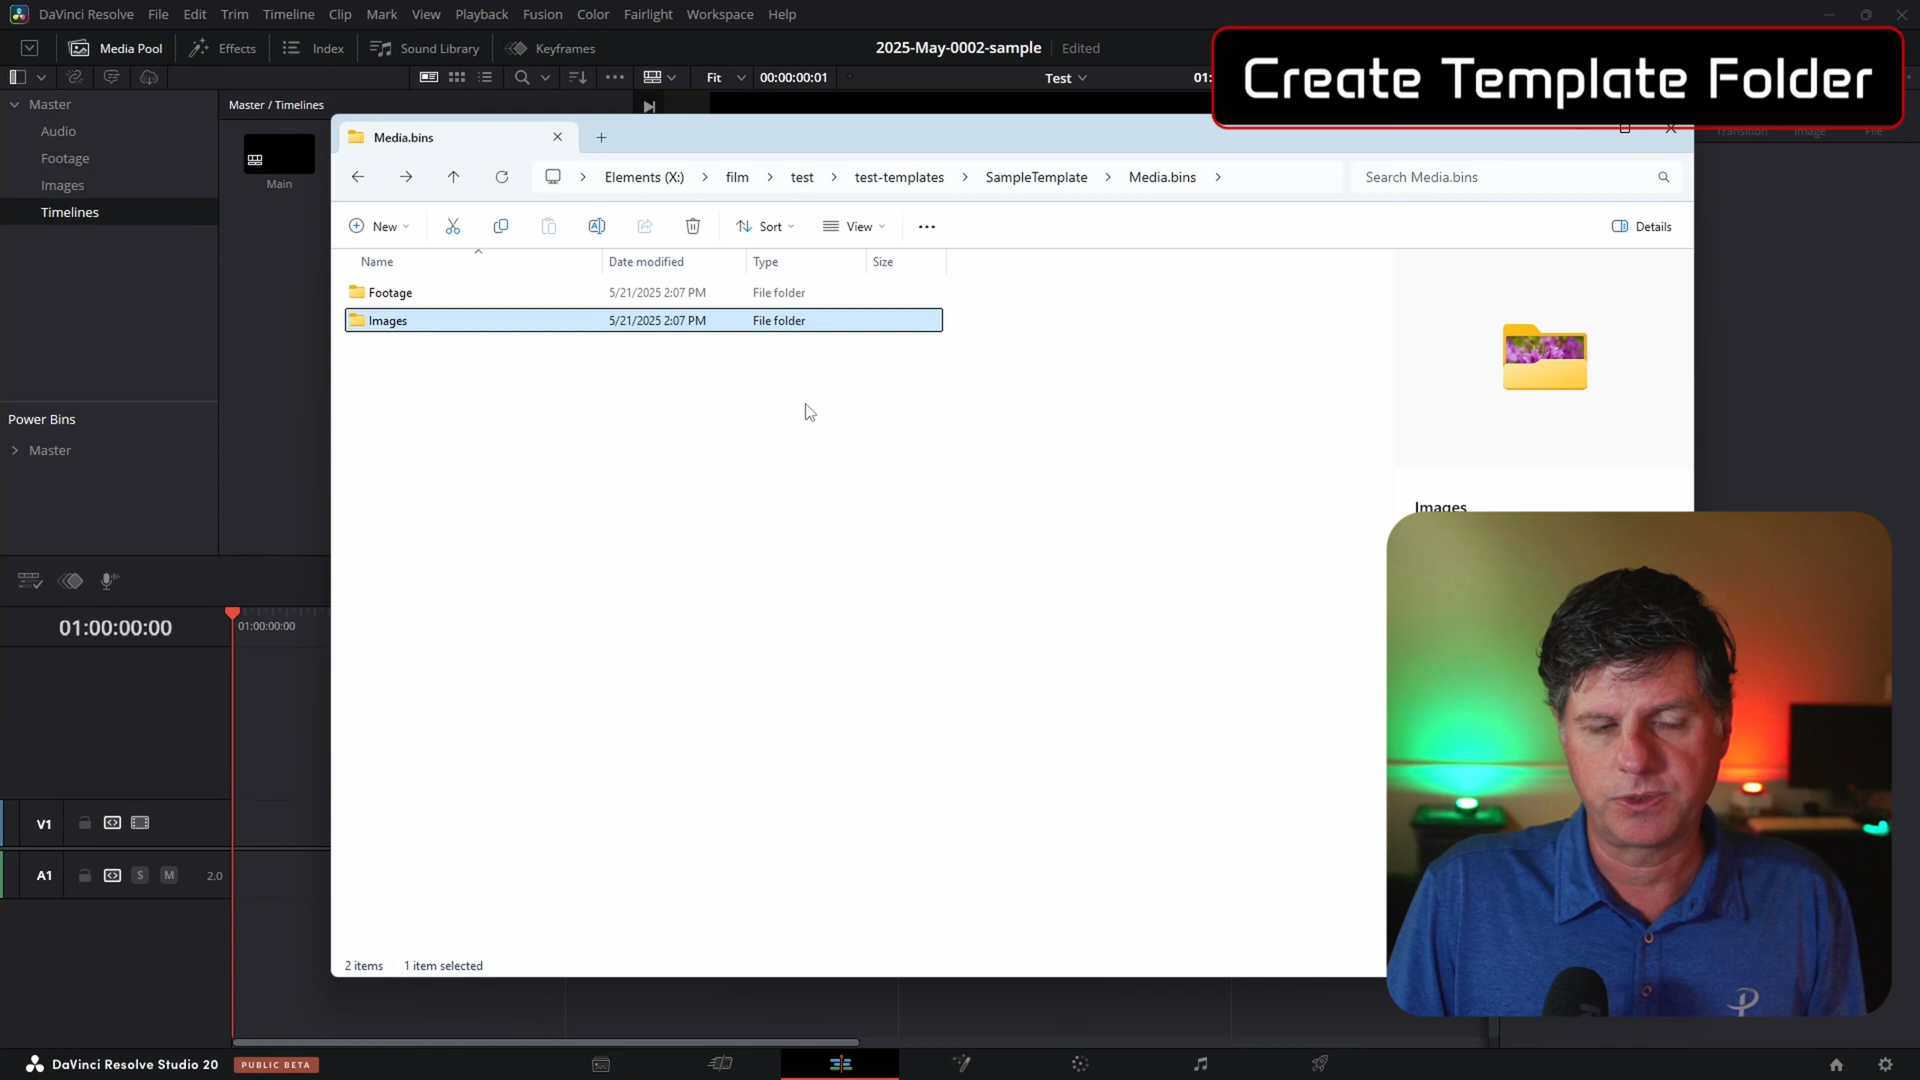 DaVinci Resolve File Edit Trim Timeline Clip Mark View Playback Fusion Color Fairlight Workspace Help
Media Pool Effects Index Sound Library Keyframes
2025-May-0002-sample Edited
Create Template Folder
Fit 00:00:00:01 Test 01:
Master
Audio
Footage
Images
Timelines
Master / Timelines
Main
Power Bins
Master
Transition Image File
Media.bins
Elements (X:) film test test-templates SampleTemplate Media.bins
Search Media.bins
New Sort View Details
Name Date modified Type Size
Footage 5/21/2025 2:07 PM File folder
Images 5/21/2025 2:07 PM File folder
Images
2 items 1 item selected
01:00:00:00
01:00:00:00
V1
A1 S M 2.0
DaVinci Resolve Studio 20 PUBLIC BETA